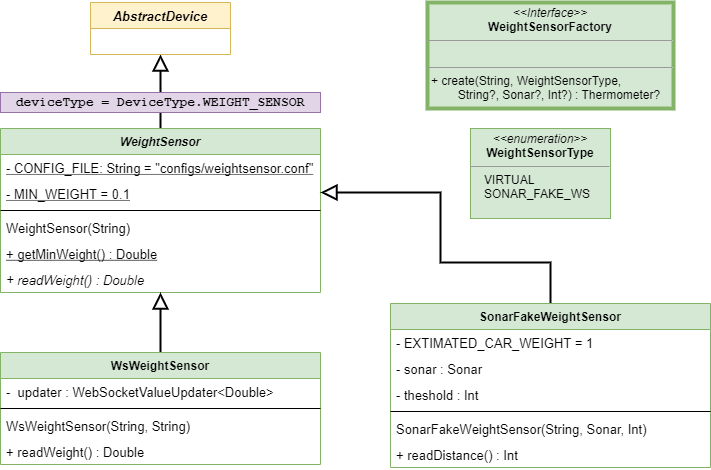 AbstractDevice
deviceType = DeviceType.WEIGHT_SENSOR
WeightSensor
- CONFIG_FILE: String = "configs/weightsensor.conf"
- MIN_WEIGHT = 0.1
WeightSensor(String)
+ getMinWeight() : Double
+ readWeight() : Double
WsWeightSensor
- updater : WebSocketValueUpdater<Double>
WsWeightSensor(String, String)
+ readWeight() : Double
<<Interface>>
WeightSensorFactory
+ create(String, WeightSensorType,
String?, Sonar?, Int?) : Thermometer?
<<enumeration>>
WeightSensorType
VIRTUAL
SONAR_FAKE_WS
SonarFakeWeightSensor
- EXTIMATED_CAR_WEIGHT = 1
- sonar : Sonar
- theshold : Int
SonarFakeWeightSensor(String, Sonar, Int)
+ readDistance() : Int